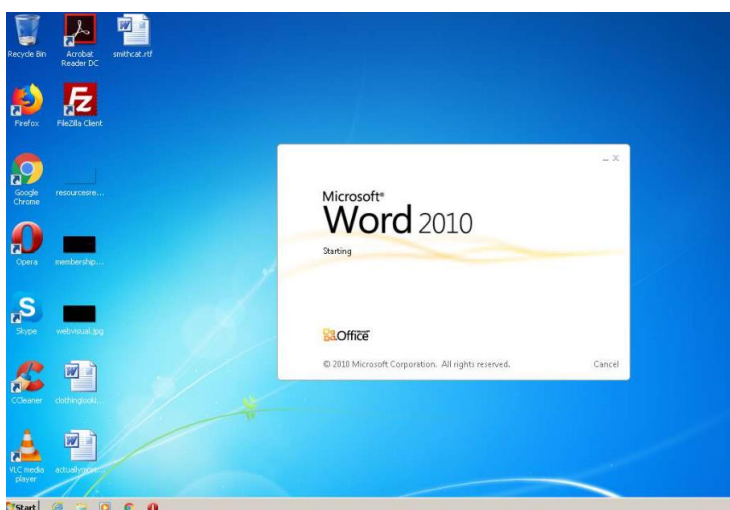 Recycle Bin
Acrobat
Reader DC
smithcat.rtf
Firefox
FileZilla Client
Google
Chrome
resourcesre...
Opera
membership...
Skype
webvisual.jpg
CCleaner
clothinglooki...
VLC media
player
Microsoft®
Word 2010
Starting
Office
© 2010 Microsoft Corporation. All rights reserved.
Cancel
Start